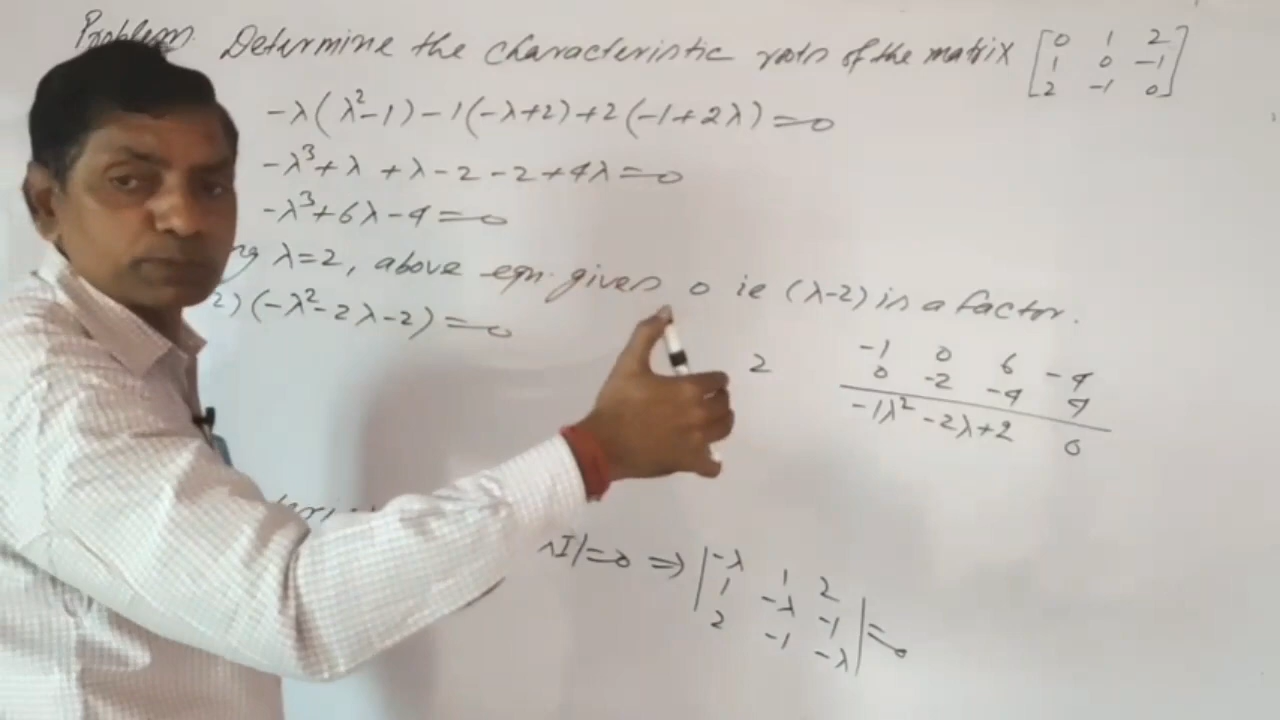 Problem. Determine the characteristic roots of the matrix [0 1 2
1 0 -1
2 -1 0]
-λ(λ²-1)-1(-λ+2)+2(-1+2λ)=0
-λ³+λ+λ-2-2+4λ=0
-λ³+6λ-4=0
λ=2, above eqn. gives 0 ie (λ-2) is a factor.
2)(-λ²-2λ-2)=0
2 -1 0 6 -4
0 -2 -4 4
-1λ²-2λ+2 0
λI|=0 ⇒ |-λ 1 2
1 -λ -1
2 -1 -λ|=0